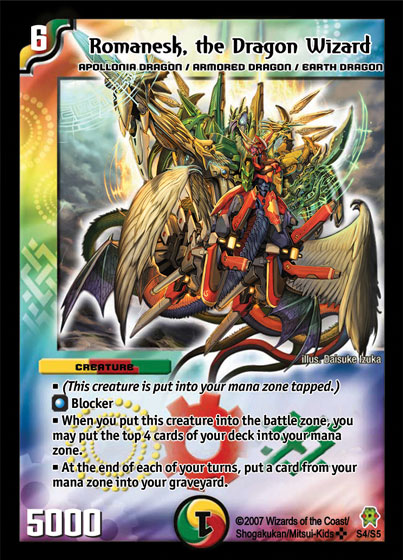 6
Romanesk, the Dragon Wizard
APOLLONIA DRAGON / ARMORED DRAGON / EARTH DRAGON
illus. Daisuke Izuka
CREATURE
▪ (This creature is put into your mana zone tapped.)
Blocker
▪ When you put this creature into the battle zone, you
may put the top 4 cards of your deck into your mana
zone.
▪ At the end of each of your turns, put a card from your
mana zone into your graveyard.
5000
1
©2007 Wizards of the Coast/
Shogakukan/Mitsui-Kids
S4/S5